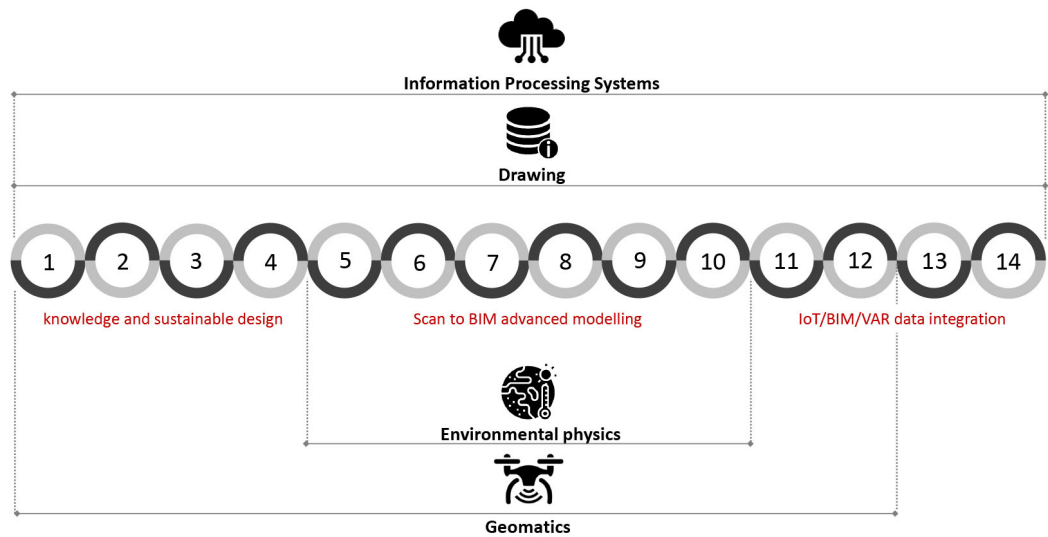 Information Processing Systems
i
Drawing
1 2 3 4 5 6 7 8 9 10 11 12 13 14
knowledge and sustainable design Scan to BIM advanced modelling IoT/BIM/VAR data integration
Environmental physics
Geomatics